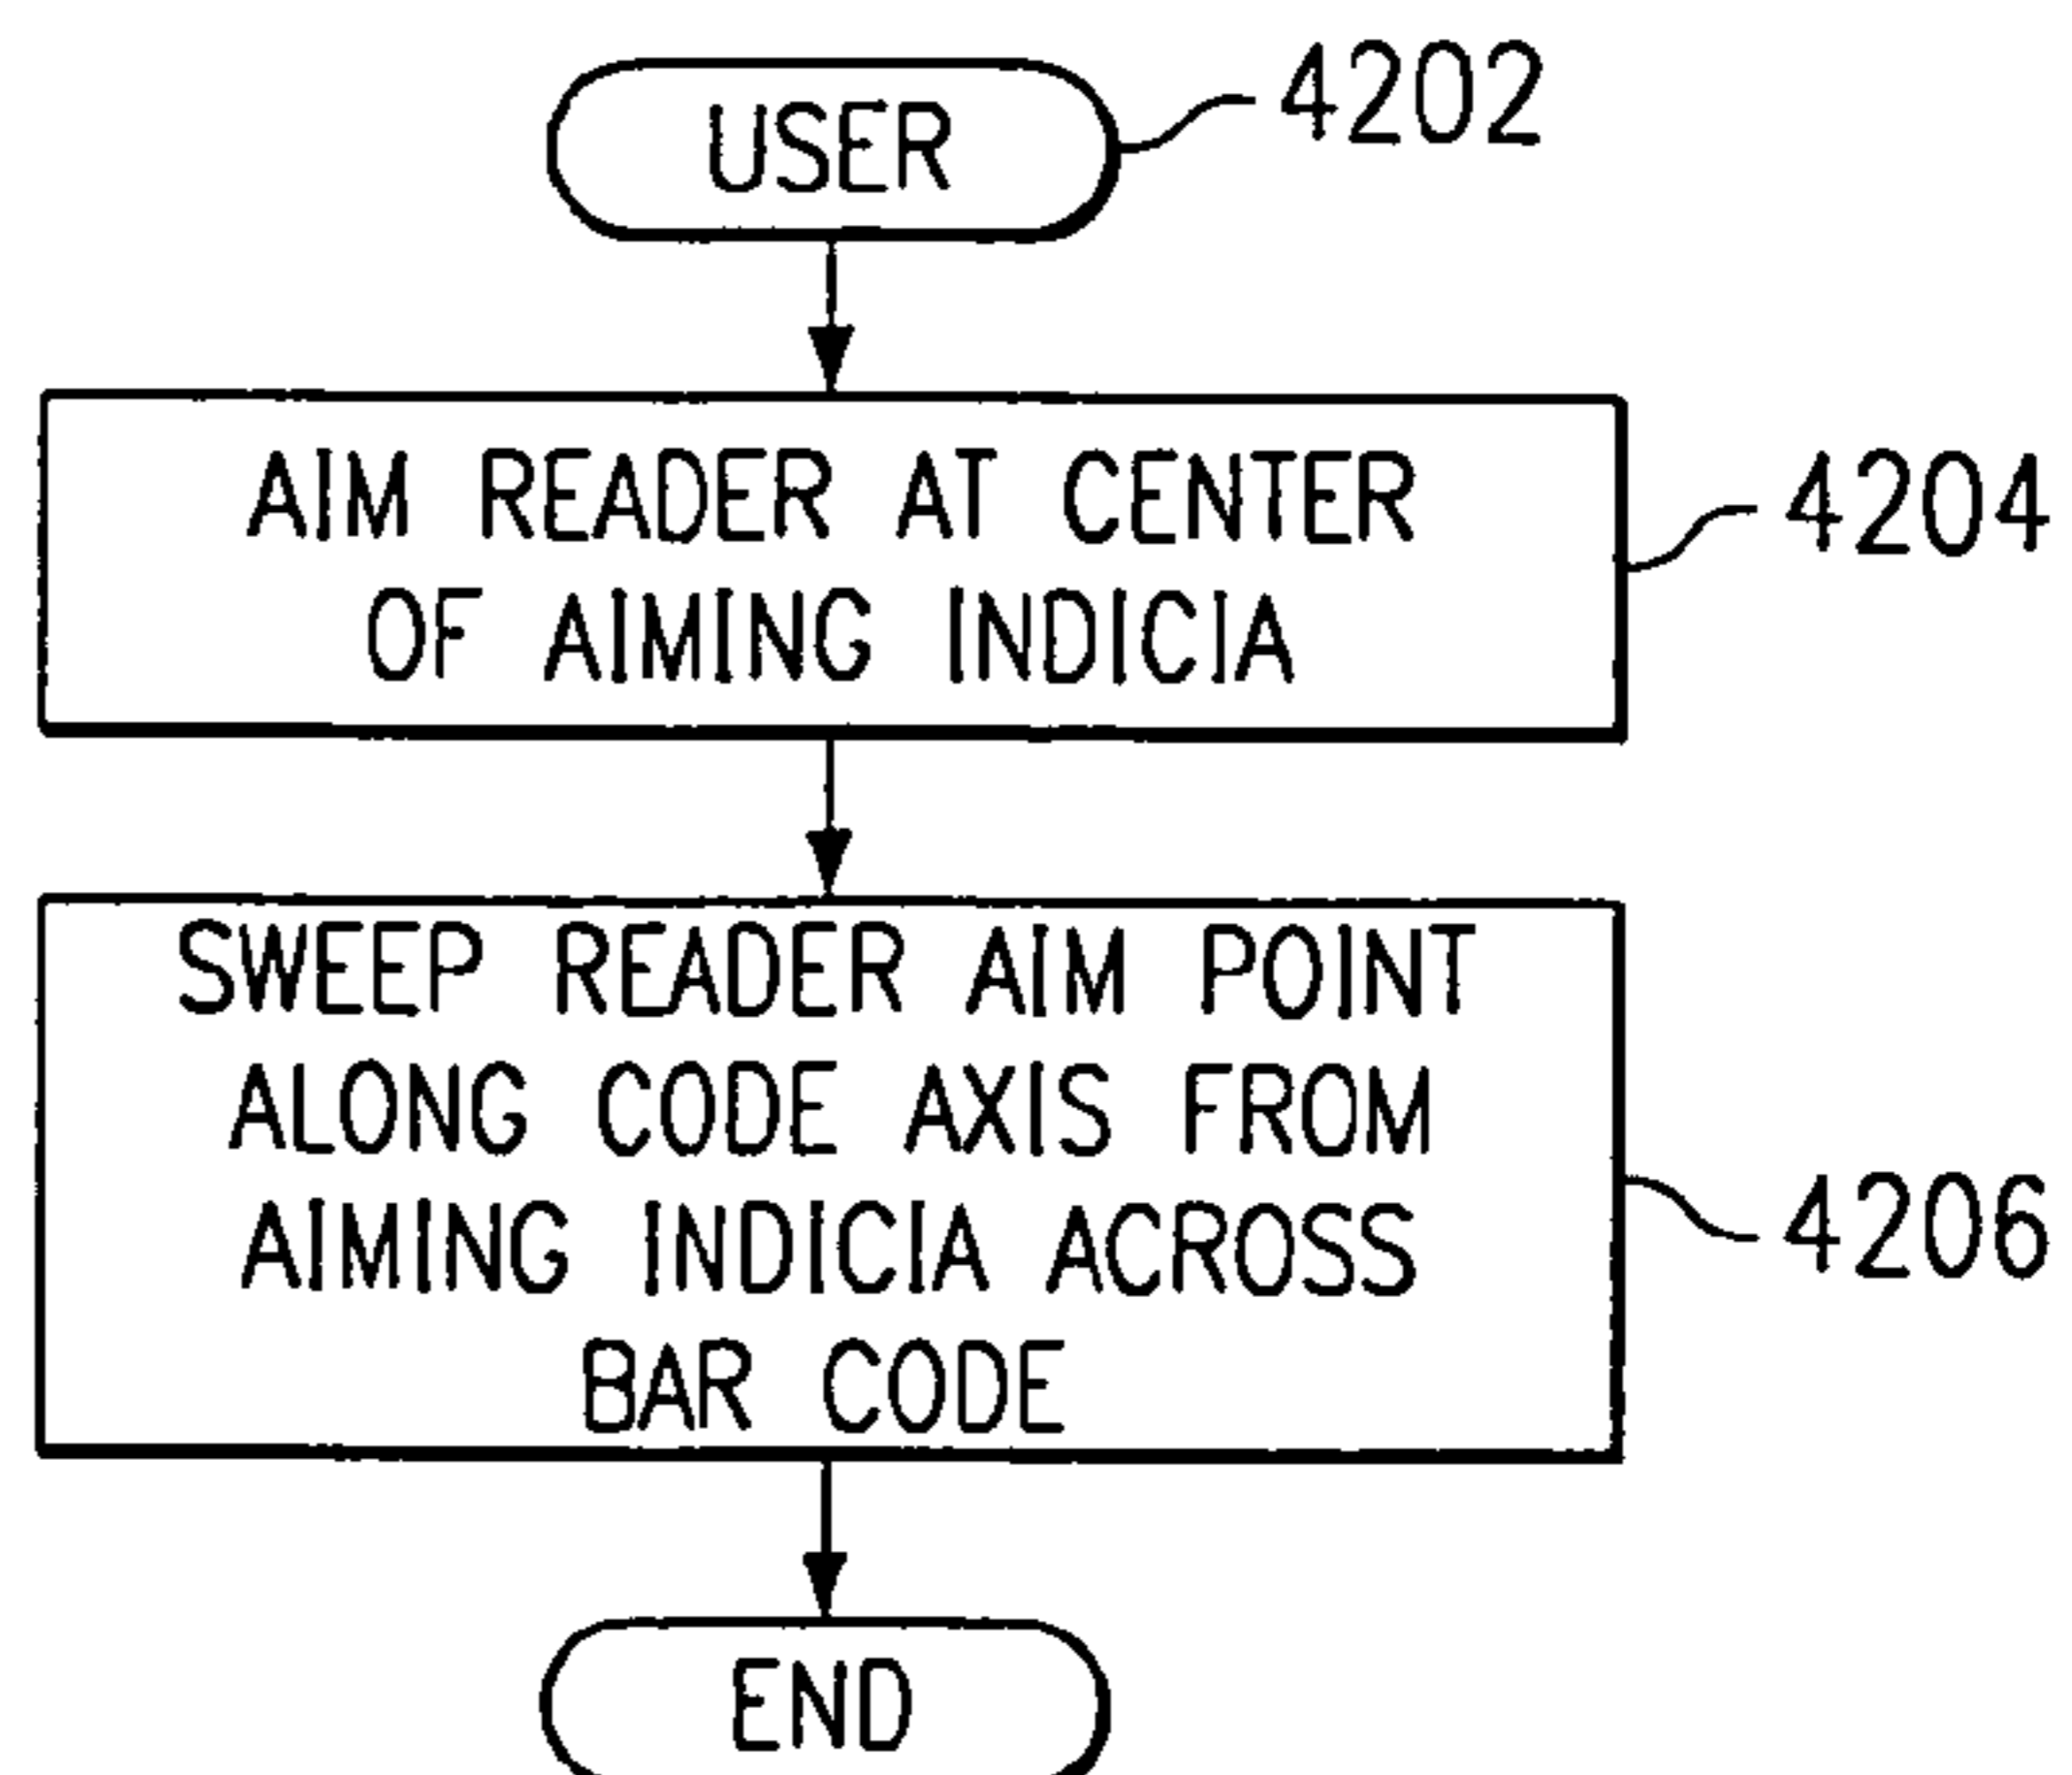 USER
4202
AIM READER AT CENTER
OF AIMING INDICIA
4204
SWEEP READER AIM POINT
ALONG CODE AXIS FROM
AIMING INDICIA ACROSS
BAR CODE
4206
END